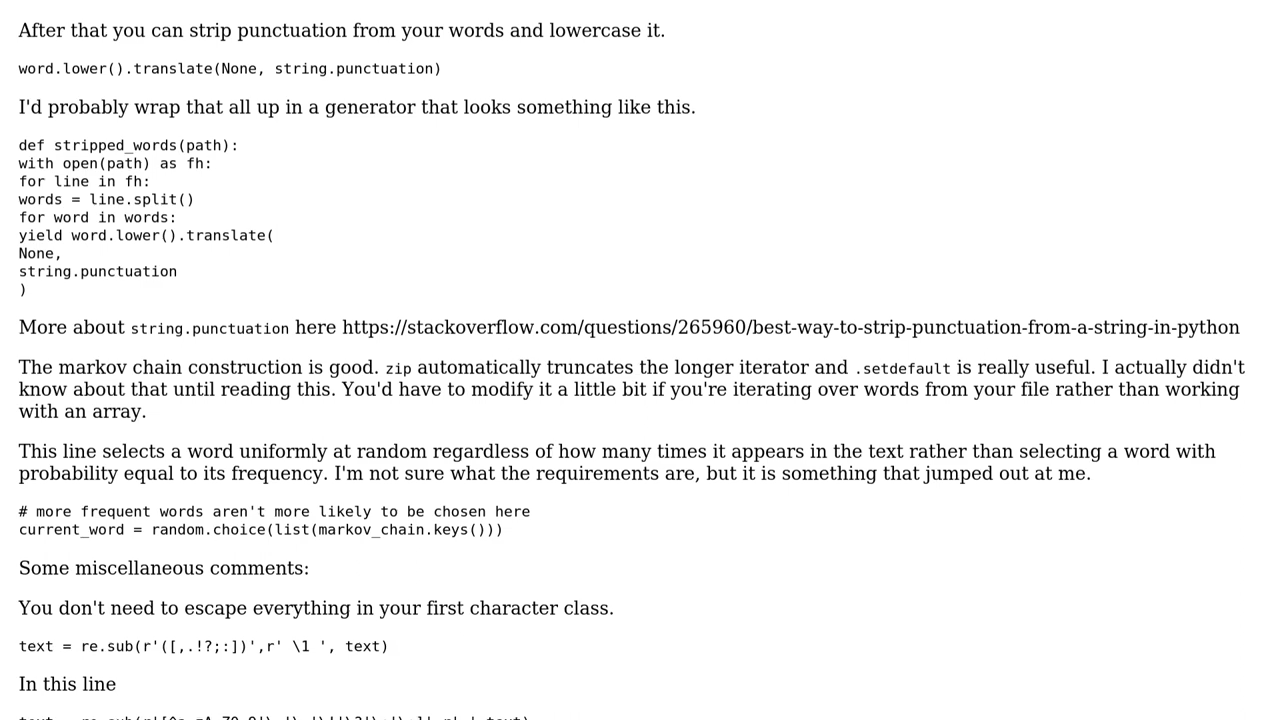 After that you can strip punctuation from your words and lowercase it.
word.lower().translate(None, string.punctuation)
I'd probably wrap that all up in a generator that looks something like this.
def stripped_words(path):
with open(path) as fh:
for line in fh:
words = line.split()
for word in words:
yield word.lower().translate(
None,
string.punctuation
)
More about string.punctuation here https://stackoverflow.com/questions/265960/best-way-to-strip-punctuation-from-a-string-in-python
The markov chain construction is good. zip automatically truncates the longer iterator and .setdefault is really useful. I actually didn't
know about that until reading this. You'd have to modify it a little bit if you're iterating over words from your file rather than working
with an array.
This line selects a word uniformly at random regardless of how many times it appears in the text rather than selecting a word with
probability equal to its frequency. I'm not sure what the requirements are, but it is something that jumped out at me.
# more frequent words aren't more likely to be chosen here
current_word = random.choice(list(markov_chain.keys()))
Some miscellaneous comments:
You don't need to escape everything in your first character class.
text = re.sub(r'([,.!?;:])',r' \1 ', text)
In this line